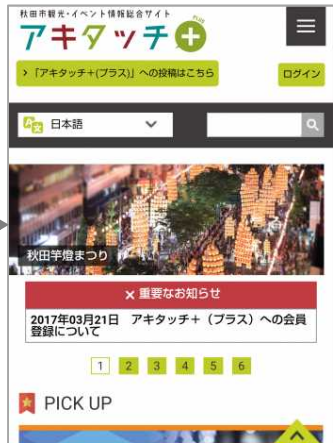 秋田市観光・イベント情報総合サイト
アキタッチ+
PLUS
> 「アキタッチ+(プラス)」への投稿はこちら
ログイン
日本語
秋田竿燈まつり
×重要なお知らせ
2017年03月21日 アキタッチ+(プラス)への会員
登録について
1 2 3 4 5 6
PICK UP